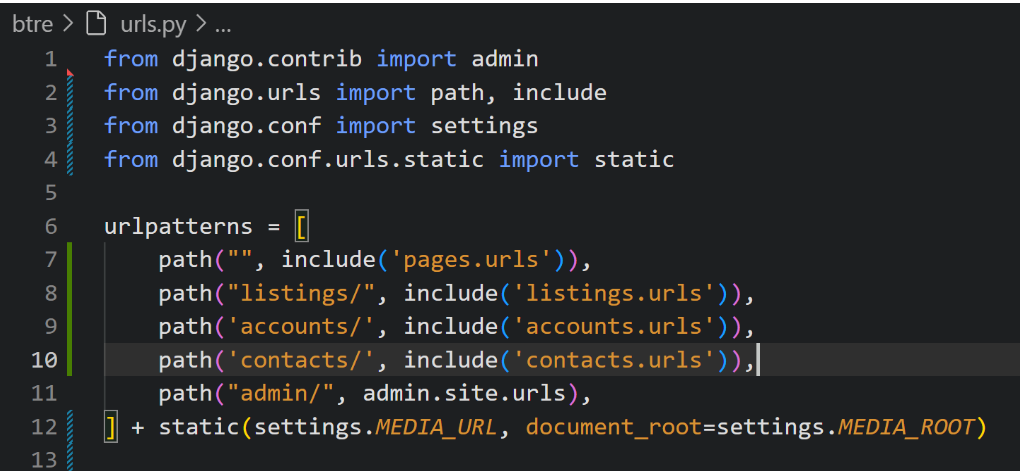 btre > urls.py > ...
1 from django.contrib import admin
2 from django.urls import path, include
3 from django.conf import settings
4 from django.conf.urls.static import static
5
6 urlpatterns = [
7     path("", include('pages.urls')),
8     path("listings/", include('listings.urls')),
9     path('accounts/', include('accounts.urls')),
10     path('contacts/', include('contacts.urls')),
11     path("admin/", admin.site.urls),
12 ] + static(settings.MEDIA_URL, document_root=settings.MEDIA_ROOT)
13